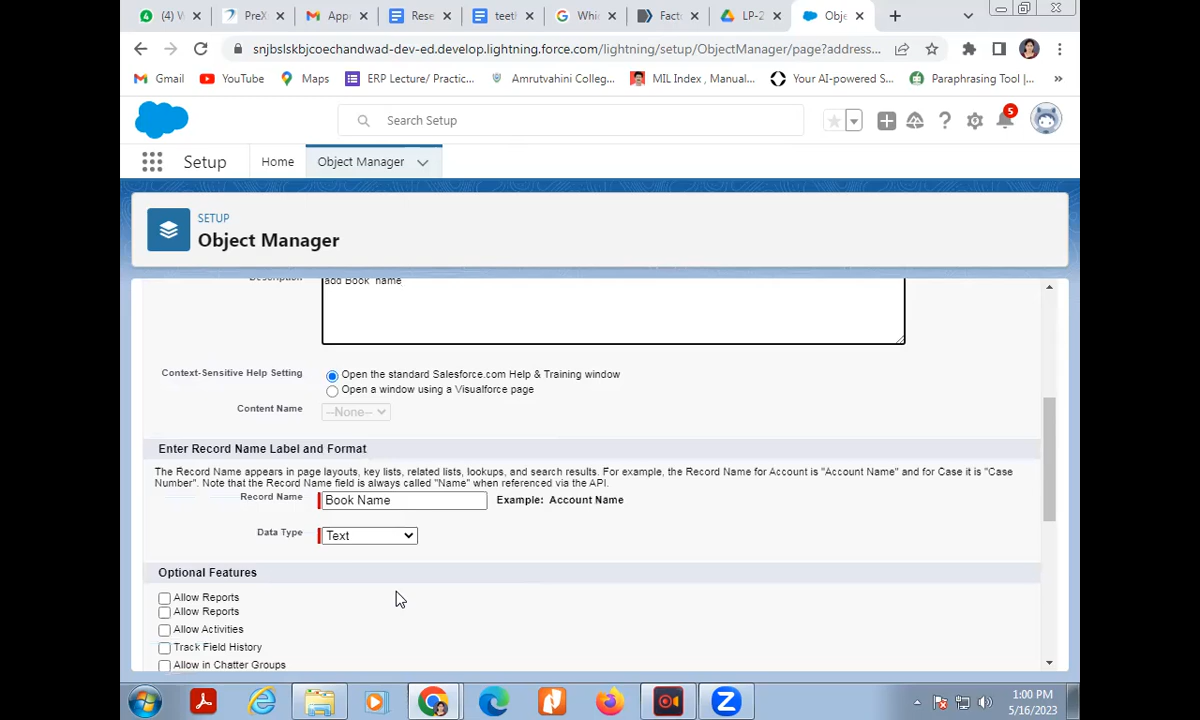 (4) W
PreX
Appr
Rese
teeth
Whic
Fact
LP-2
Obje
snjbslskbjcoechandwad-dev-ed.develop.lightning.force.com/lightning/setup/ObjectManager/page?address...
Gmail
YouTube
Maps
ERP Lecture/ Practic...
Amrutvahini Colleg...
MIL Index , Manual...
Your AI-powered S...
Paraphrasing Tool |...
»
Search Setup
5
Setup
Home
Object Manager
SETUP
Object Manager
Description
add Book name
Context-Sensitive Help Setting
Open the standard Salesforce.com Help & Training window
Open a window using a Visualforce page
Content Name
--None--
Enter Record Name Label and Format
The Record Name appears in page layouts, key lists, related lists, lookups, and search results. For example, the Record Name for Account is "Account Name" and for Case it is "Case
Number". Note that the Record Name field is always called "Name" when referenced via the API.
Record Name
Book Name
Example: Account Name
Data Type
Text
Optional Features
Allow Reports
Allow Reports
Allow Activities
Track Field History
Allow in Chatter Groups
1:00 PM
5/16/2023